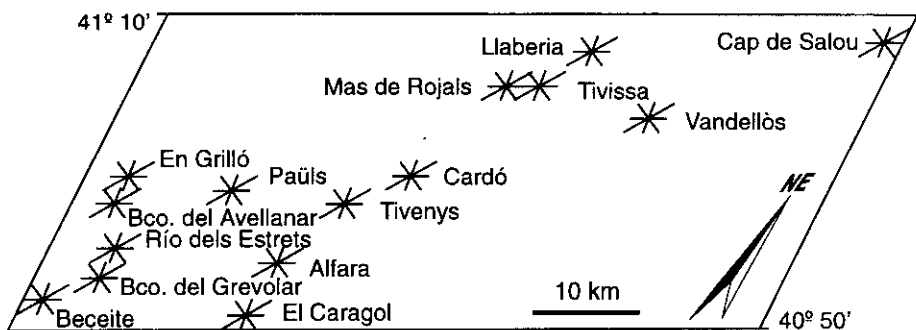 41º 10'
Llaberia
Cap de Salou
Mas de Rojals
Tivissa
Vandellòs
En Grilló
Paüls
Cardó
NE
Bco. del Avellanar
Tivenys
Río dels Estrets
Alfara
Bco. del Grevolar
10 km
Beceite
El Caragol
40º 50'